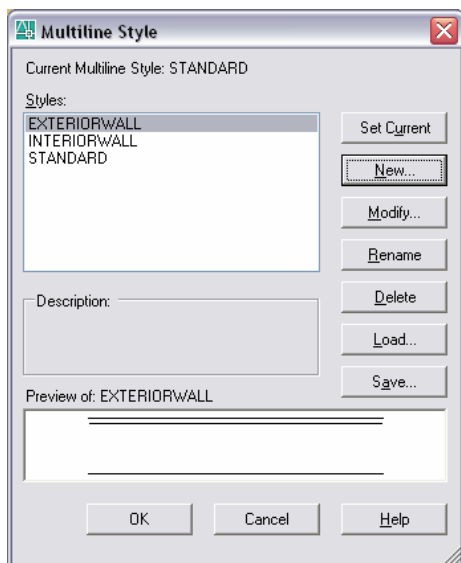 Multiline Style
Current Multiline Style: STANDARD
Styles:
EXTERIORWALL
INTERIORWALL
STANDARD
Set Current
New...
Modify...
Rename
Delete
Load...
Save...
Description:
Preview of: EXTERIORWALL
OK
Cancel
Help